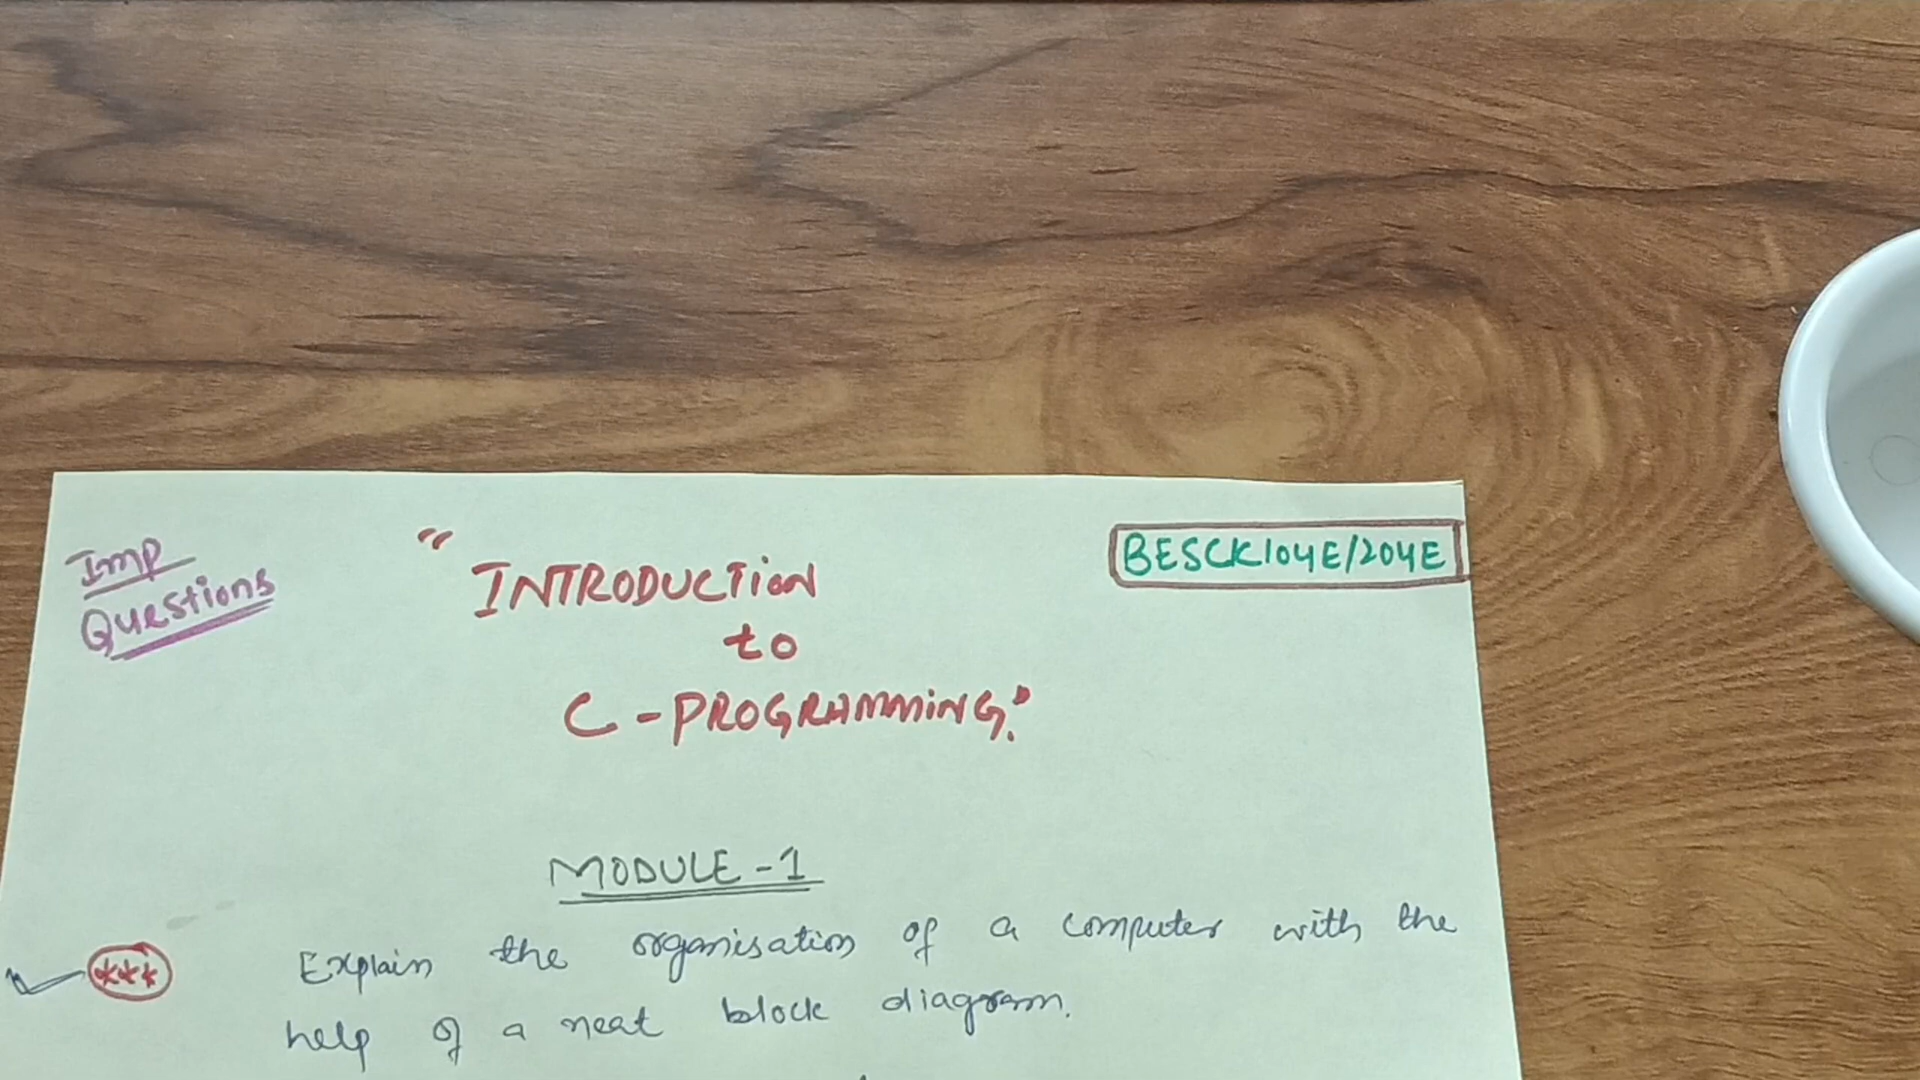 Imp
Questions
"INTRODUCTION
to
C-PROGRAMMING."
BESCK104E/204E
MODULE-1
*** Explain the organisation of a computer with the
help of a neat block diagram.